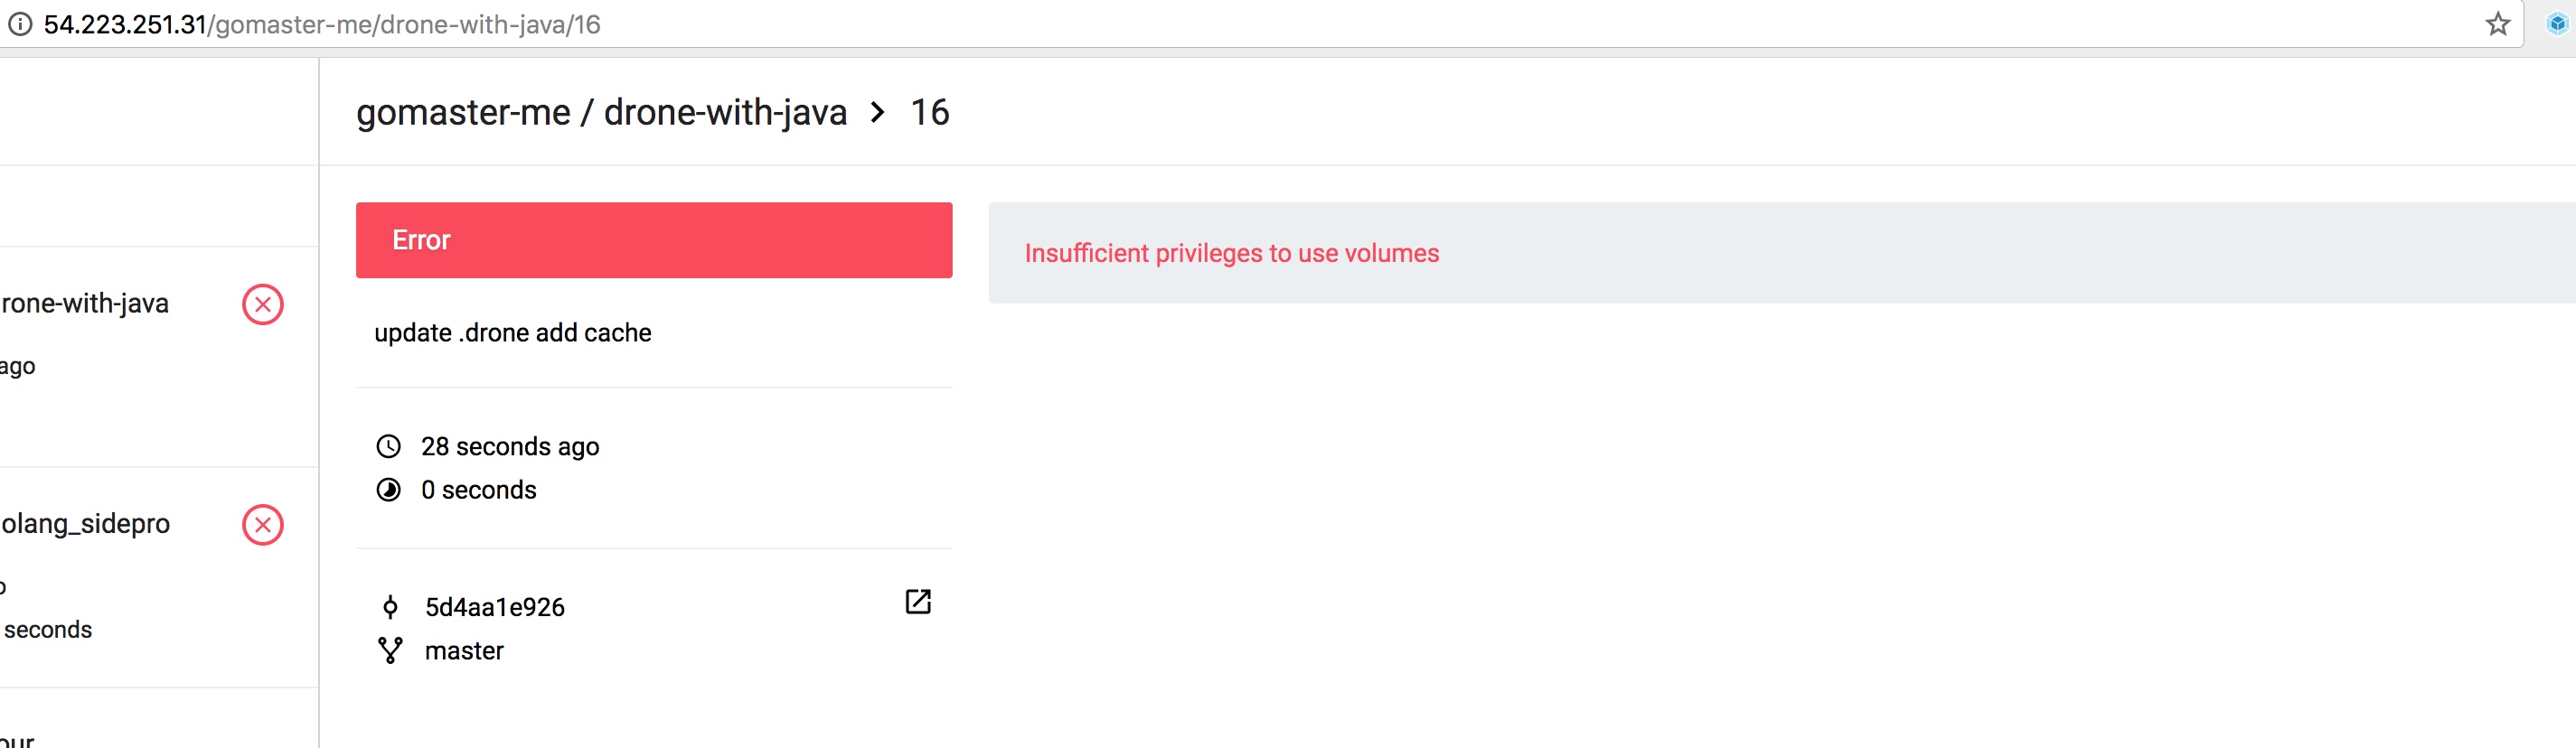 54.223.251.31/gomaster-me/drone-with-java/16
gomaster-me / drone-with-java > 16
Error
Insufficient privileges to use volumes
update .drone add cache
28 seconds ago
0 seconds
5d4aa1e926
master
rone-with-java
ago
olang_sidepro
o
seconds
our